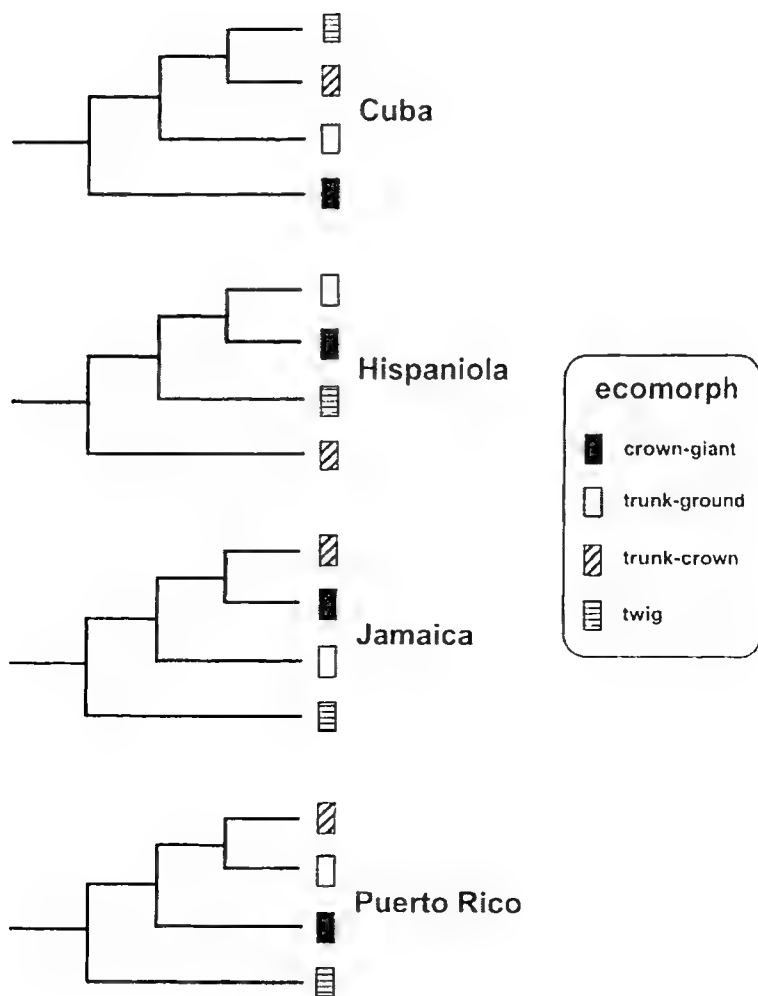 Cuba
Hispaniola
Jamaica
Puerto Rico
ecomorph
crown-giant
trunk-ground
trunk-crown
twig